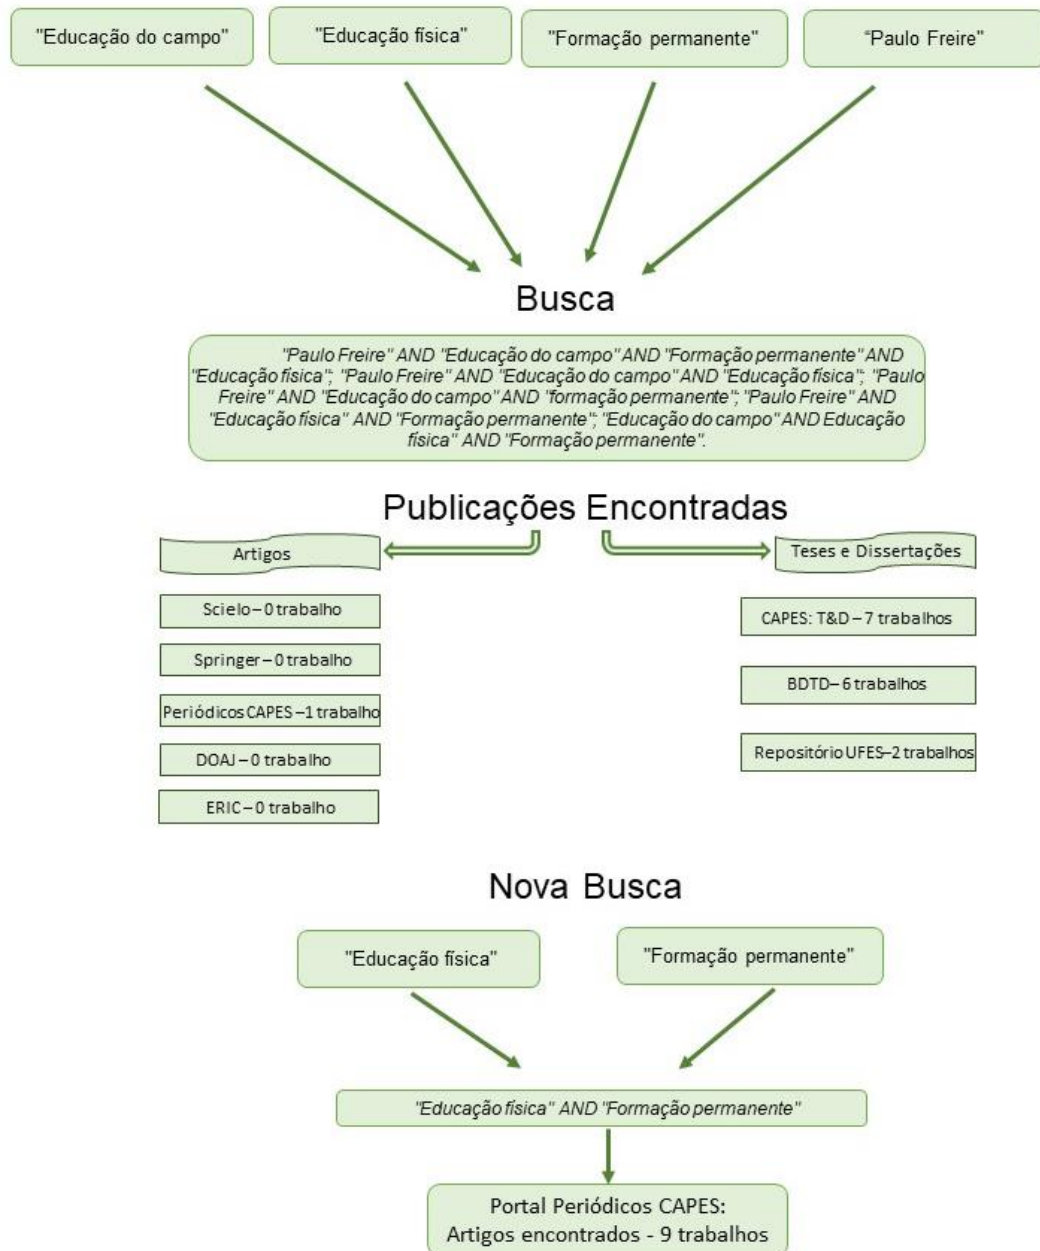 "Educação do campo"
"Educação física"
"Formação permanente"
“Paulo Freire"
Busca
"Paulo Freire" AND "Educação do campo" AND "Formação permanente" AND
"Educação física"; "Paulo Freire" AND "Educação do campo" AND "Educação física"; "Paulo
Freire" AND "Educação do campo" AND "formação permanente"; "Paulo Freire" AND
"Educação física" AND "Formação permanente"; "Educação do campo" AND Educação
física" AND "Formação permanente".
Publicações Encontradas
Artigos
Scielo – 0 trabalho
Springer – 0 trabalho
Periódicos CAPES – 1 trabalho
DOAJ – 0 trabalho
ERIC – 0 trabalho
Teses e Dissertações
CAPES: T&D – 7 trabalhos
BDTD – 6 trabalhos
Repositório UFES – 2 trabalhos
Nova Busca
"Educação física"
"Formação permanente"
"Educação física" AND "Formação permanente"
Portal Periódicos CAPES:
Artigos encontrados - 9 trabalhos